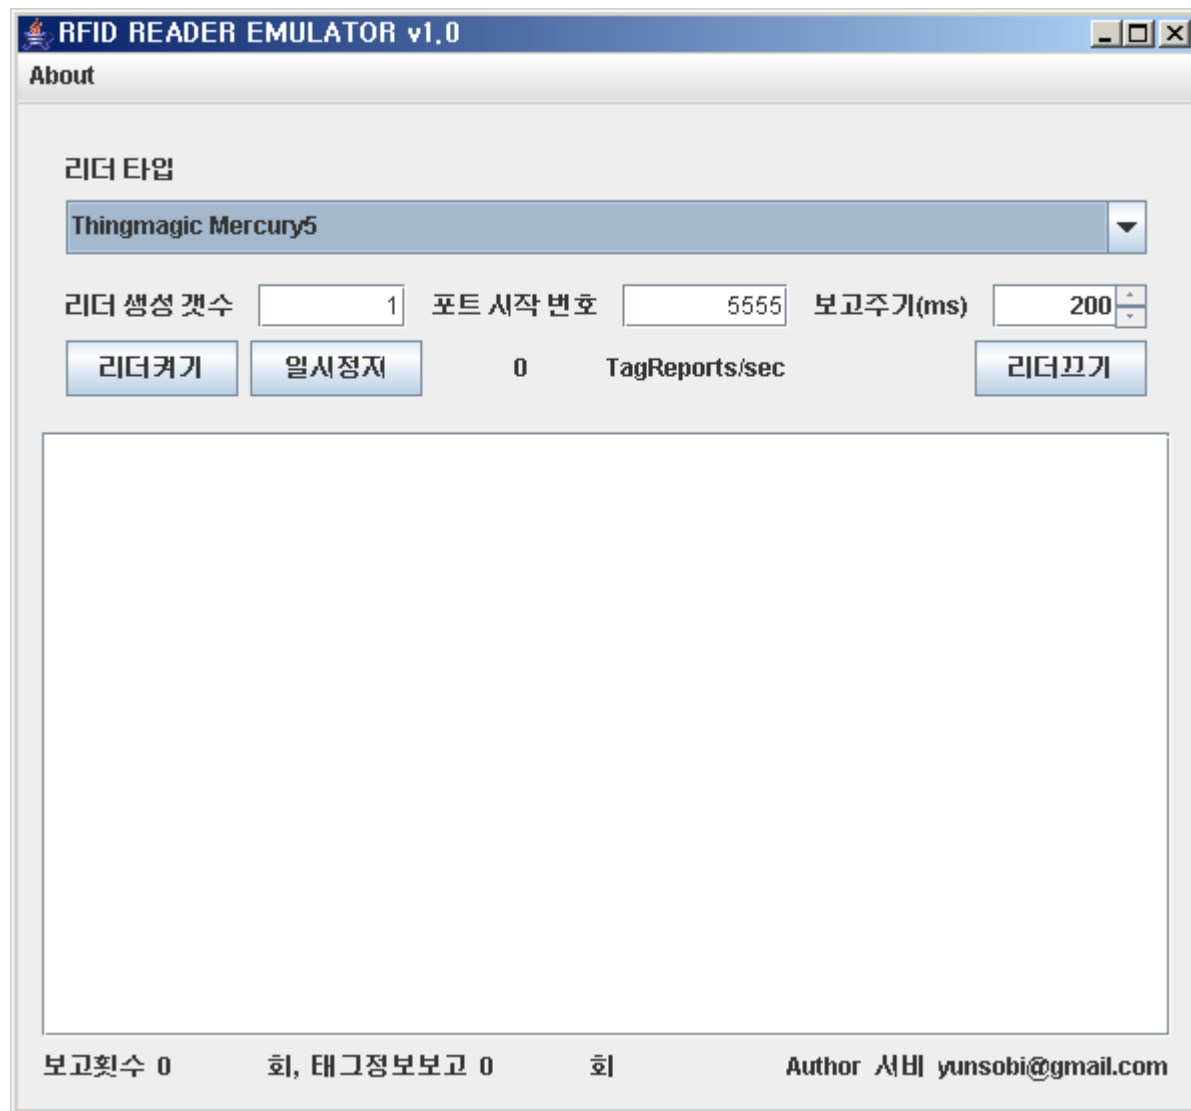 RFID READER EMULATOR v1.0
About
리더 타입
Thingmagic Mercury5
리더 생성 갯수 1 포트 시작 번호 5555 보고주기(ms) 200
리더켜기 일시정지 0 TagReports/sec 리더끄기
보고횟수 0 회, 태그정보보고 0 회 Author 서비 yunsobi@gmail.com